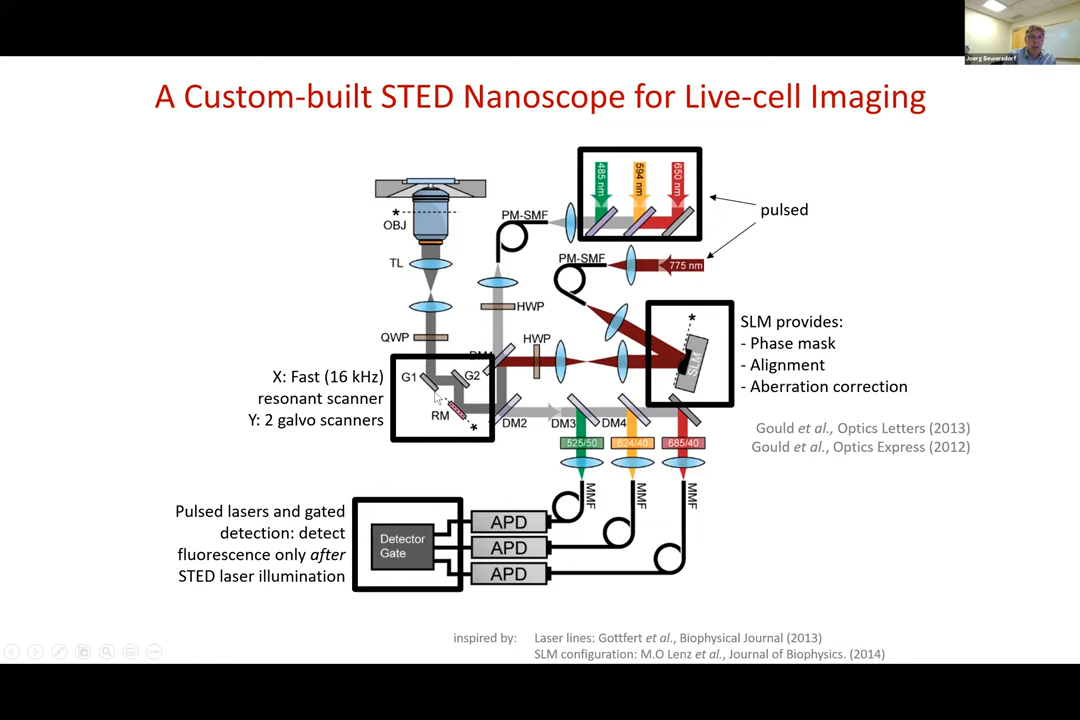 Joerg Bewersdorf
A Custom-built STED Nanoscope for Live-cell Imaging
485 nm
594 nm
650 nm
pulsed
*
OBJ
PM-SMF
TL
PM-SMF
775 nm
HWP
QWP
HWP
*
SLM
SLM provides:
- Phase mask
- Alignment
- Aberration correction
X: Fast (16 kHz)
resonant scanner
Y: 2 galvo scanners
G1
G2
RM
*
DM2
DM3
DM4
525/50
624/40
685/40
Gould et al., Optics Letters (2013)
Gould et al., Optics Express (2012)
MMF
MMF
MMF
Pulsed lasers and gated
detection: detect
fluorescence only after
STED laser illumination
Detector
Gate
APD
APD
APD
inspired by: Laser lines: Gottfert et al., Biophysical Journal (2013)
SLM configuration: M.O Lenz et al., Journal of Biophysics. (2014)